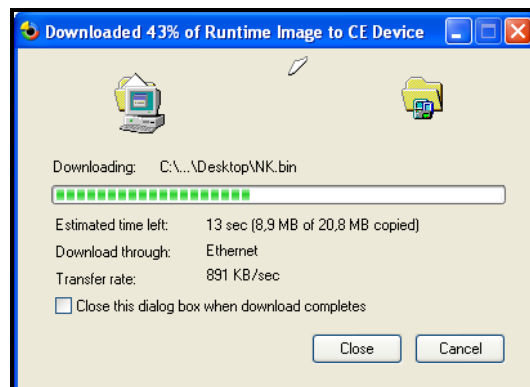 Downloaded 43% of Runtime Image to CE Device
Downloading: C:\...\Desktop\NK.bin
Estimated time left: 13 sec (8,9 MB of 20,8 MB copied)
Download through: Ethernet
Transfer rate: 891 KB/sec
Close this dialog box when download completes
Close Cancel